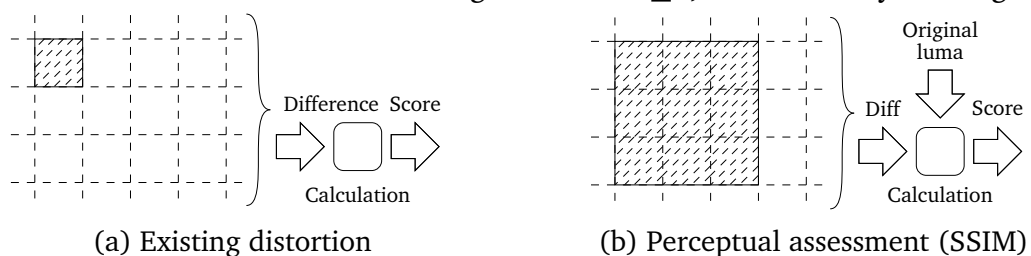 Difference Score
Calculation
(a) Existing distortion
Original
luma
Diff
Score
Calculation
(b) Perceptual assessment (SSIM)